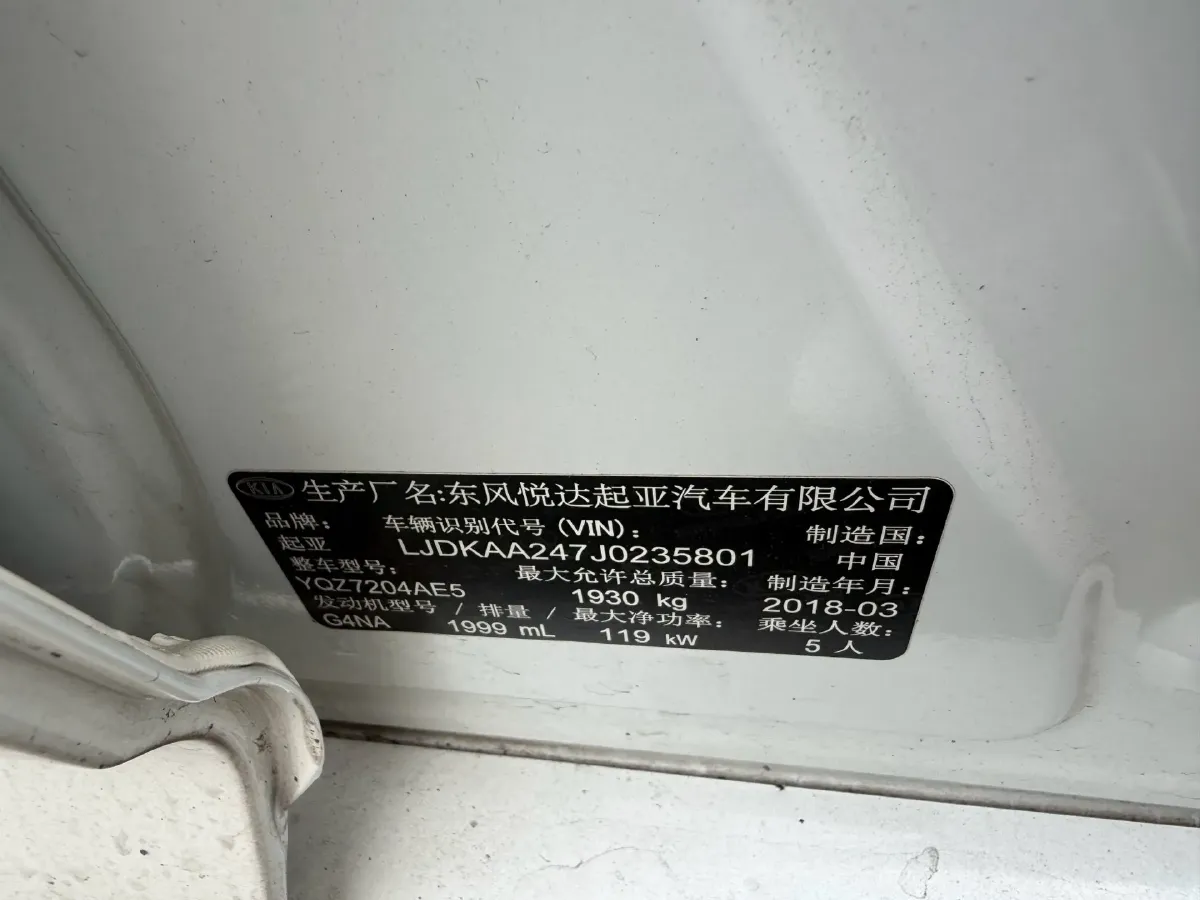 KIA 生产厂名:东风悦达起亚汽车有限公司
品牌: 车辆识别代号(VIN): 制造国:
起亚 LJDKAA247J0235801 中国
整车型号: 最大允许总质量: 制造年月:
YQZ7204AE5 1930 kg 2018-03
发动机型号 / 排量 / 最大净功率: 乘坐人数:
G4NA 1999 mL 119 kW 5 人